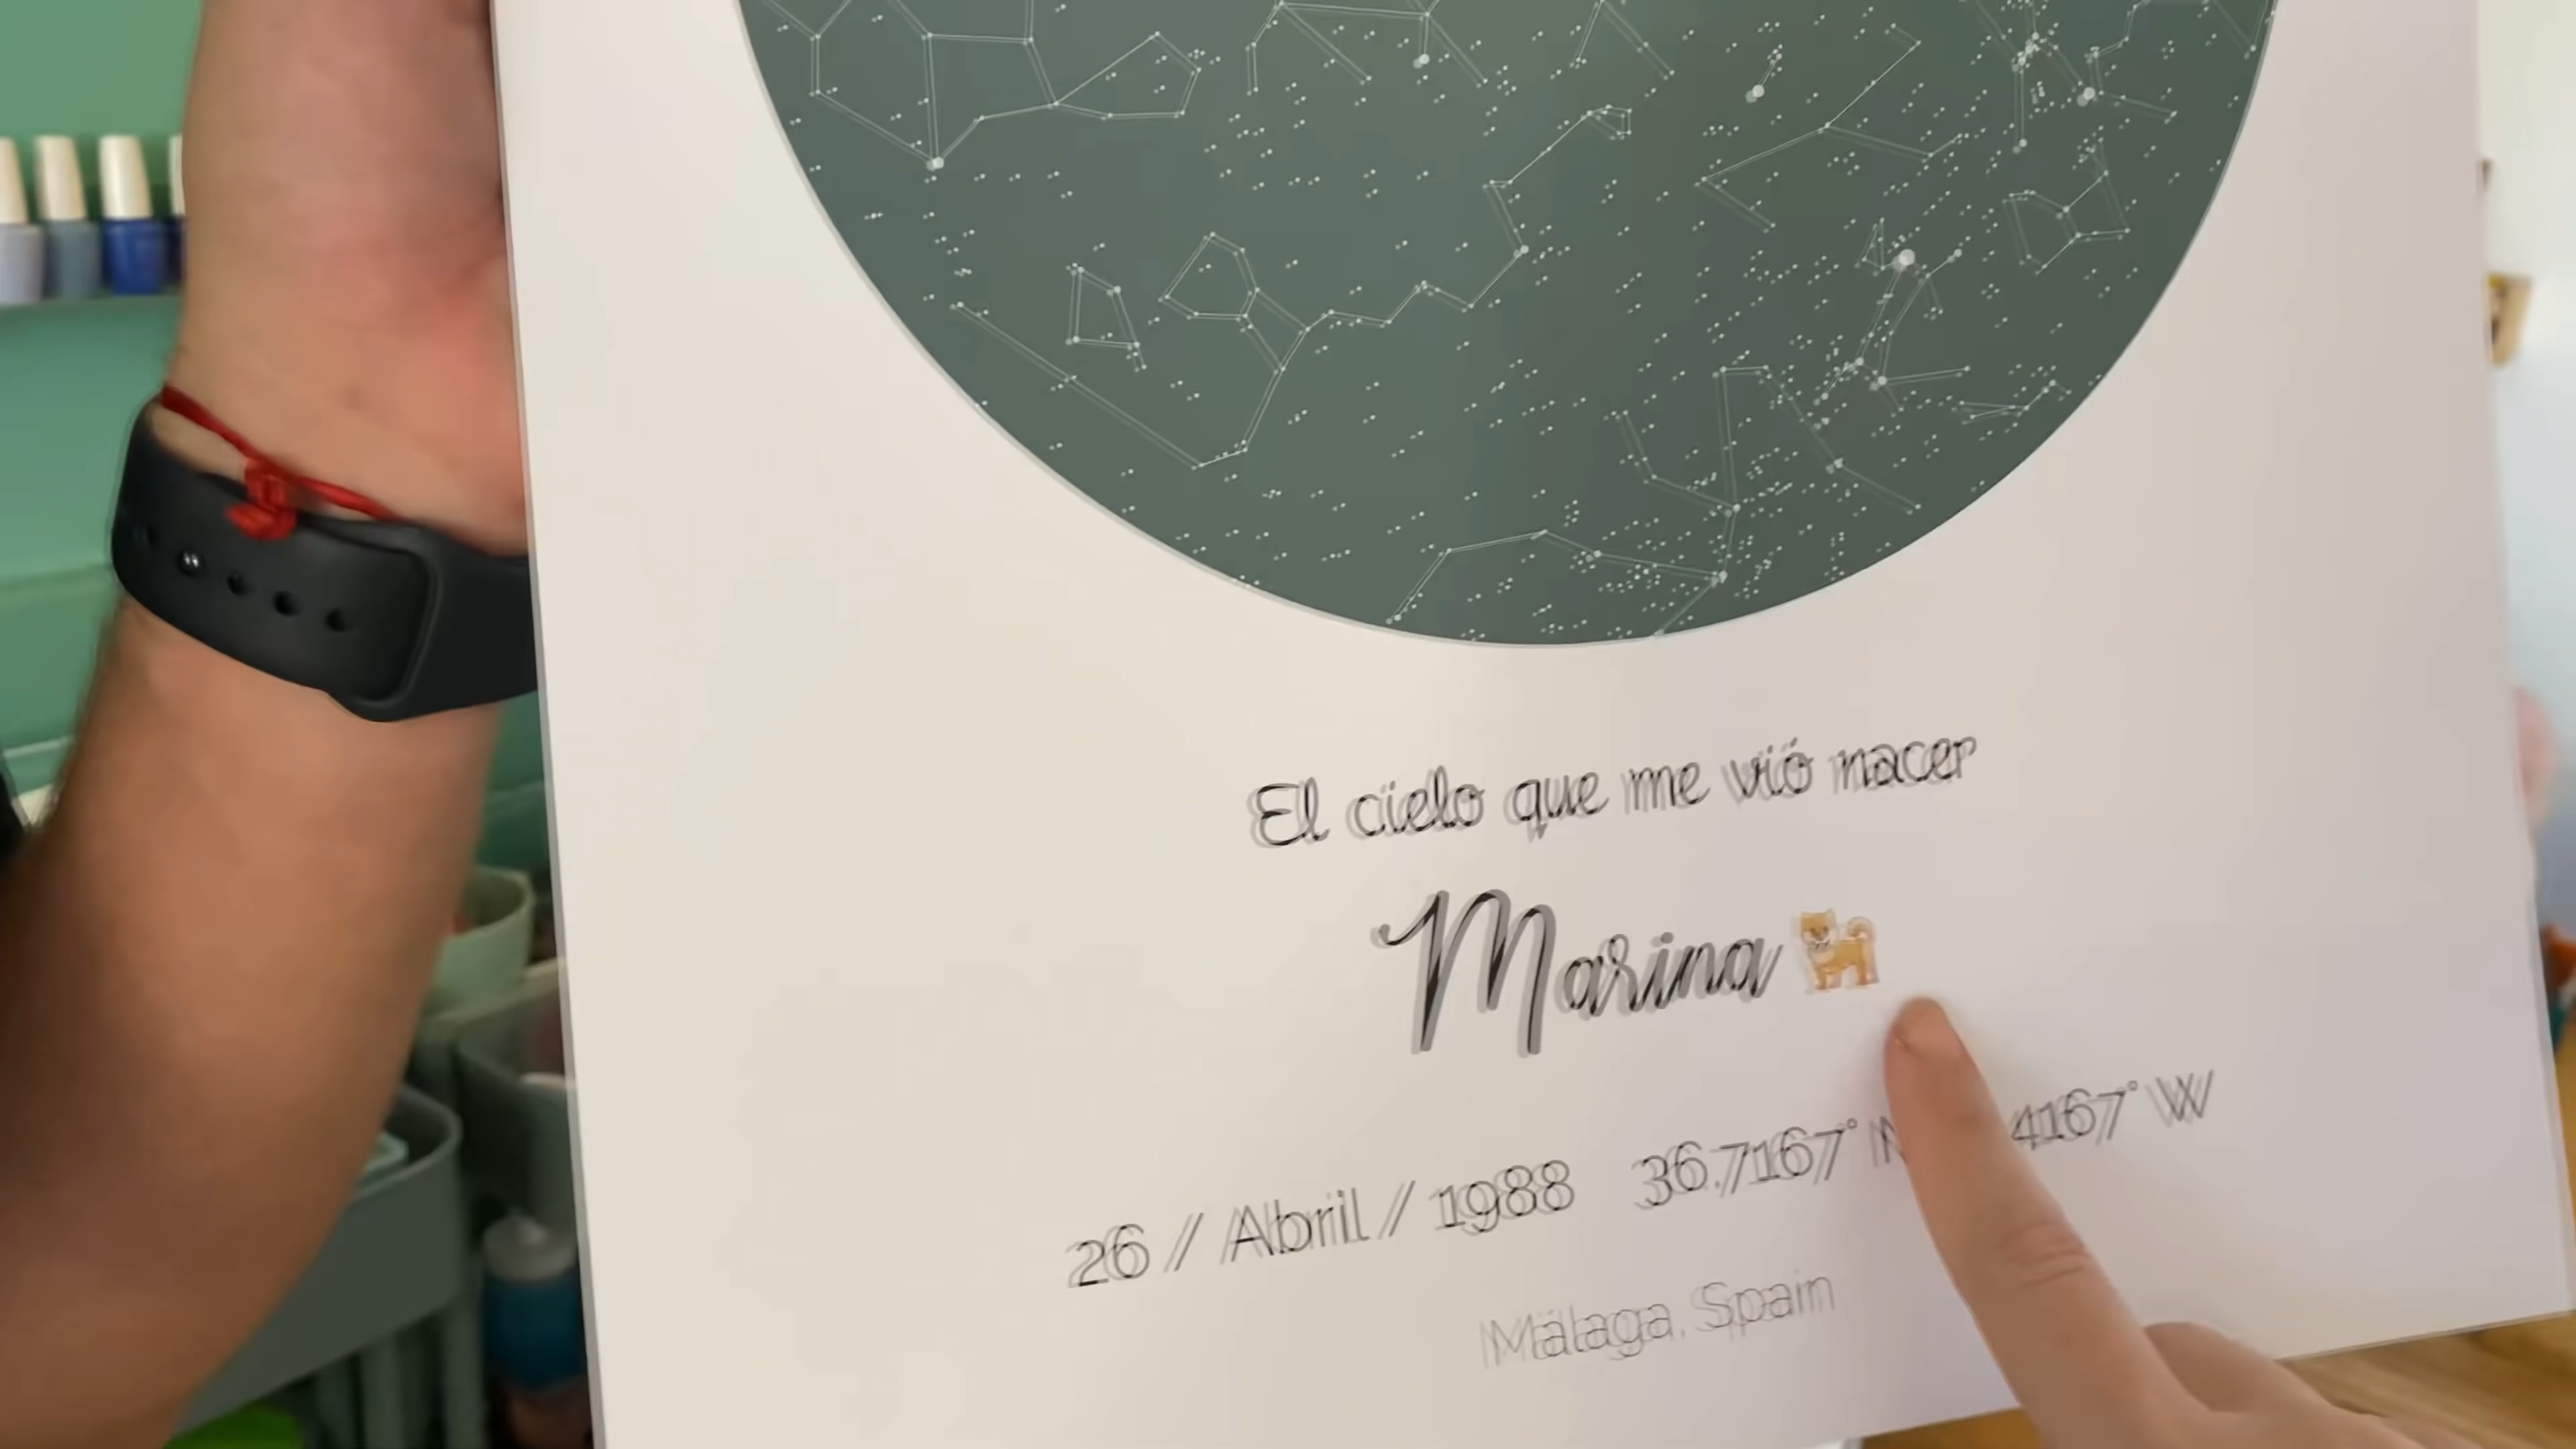 El cielo que me vió nacer
Marina
26 / Abril / 1988 36.7167° N 4167° W
Málaga, Spain